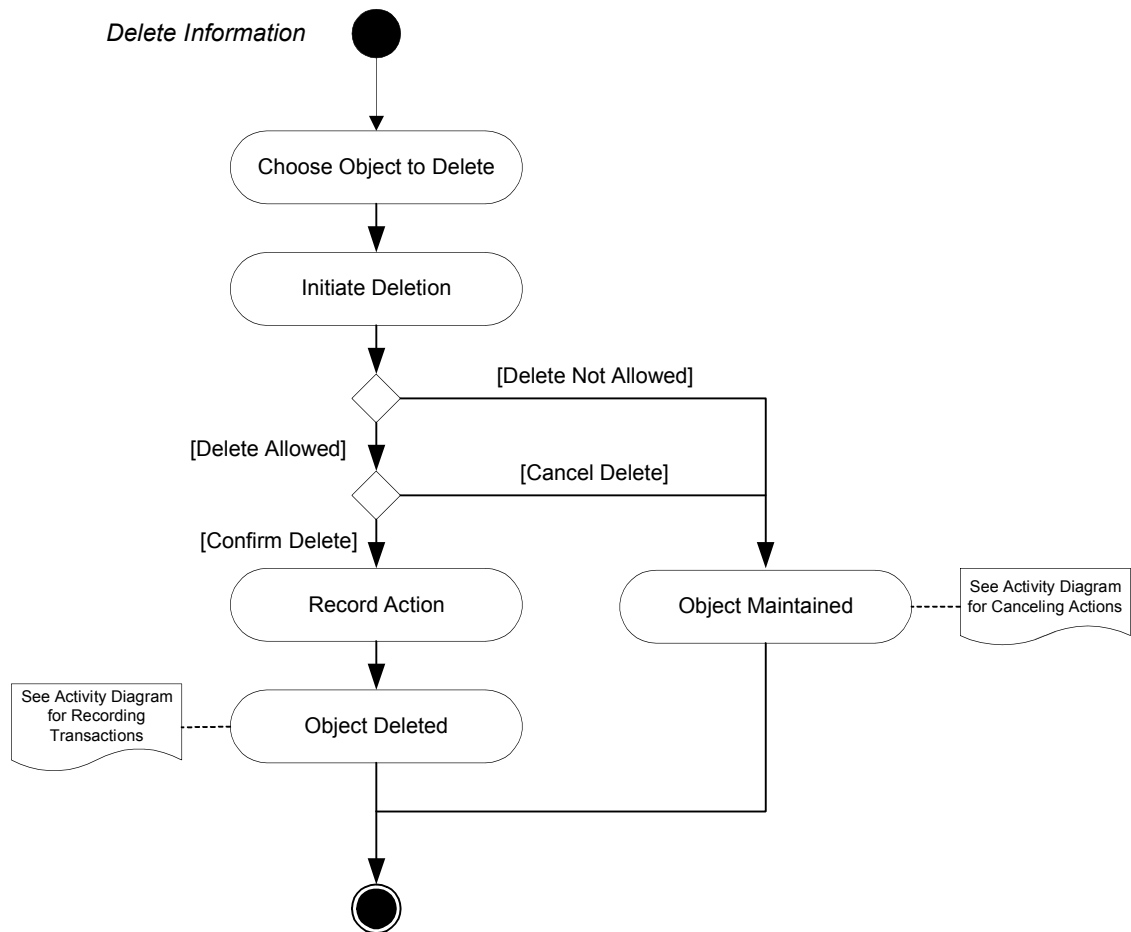 Delete Information
Choose Object to Delete
Initiate Deletion
[Delete Not Allowed]
[Delete Allowed]
[Cancel Delete]
[Confirm Delete]
Record Action
Object Maintained
See Activity Diagram
for Canceling Actions
See Activity Diagram
for Recording
Transactions
Object Deleted